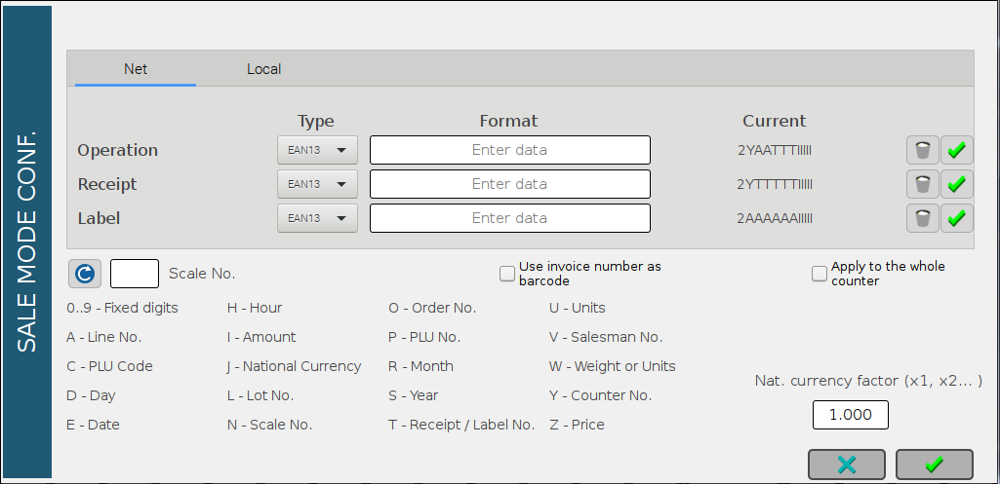 SALE MODE CONF.
Net Local
Type Format Current
Operation EAN13 Enter data 2YAATTTIIIII
Receipt EAN13 Enter data 2YTTTTTIIIII
Label EAN13 Enter data 2AAAAAAIIIII
Scale No.
Use invoice number as
barcode
Apply to the whole
counter
0..9 - Fixed digits H - Hour O - Order No. U - Units
A - Line No. I - Amount P - PLU No. V - Salesman No.
C - PLU Code J - National Currency R - Month W - Weight or Units
D - Day L - Lot No. S - Year Y - Counter No.
E - Date N - Scale No. T - Receipt / Label No. Z - Price
Nat. currency factor (x1, x2... )
1.000